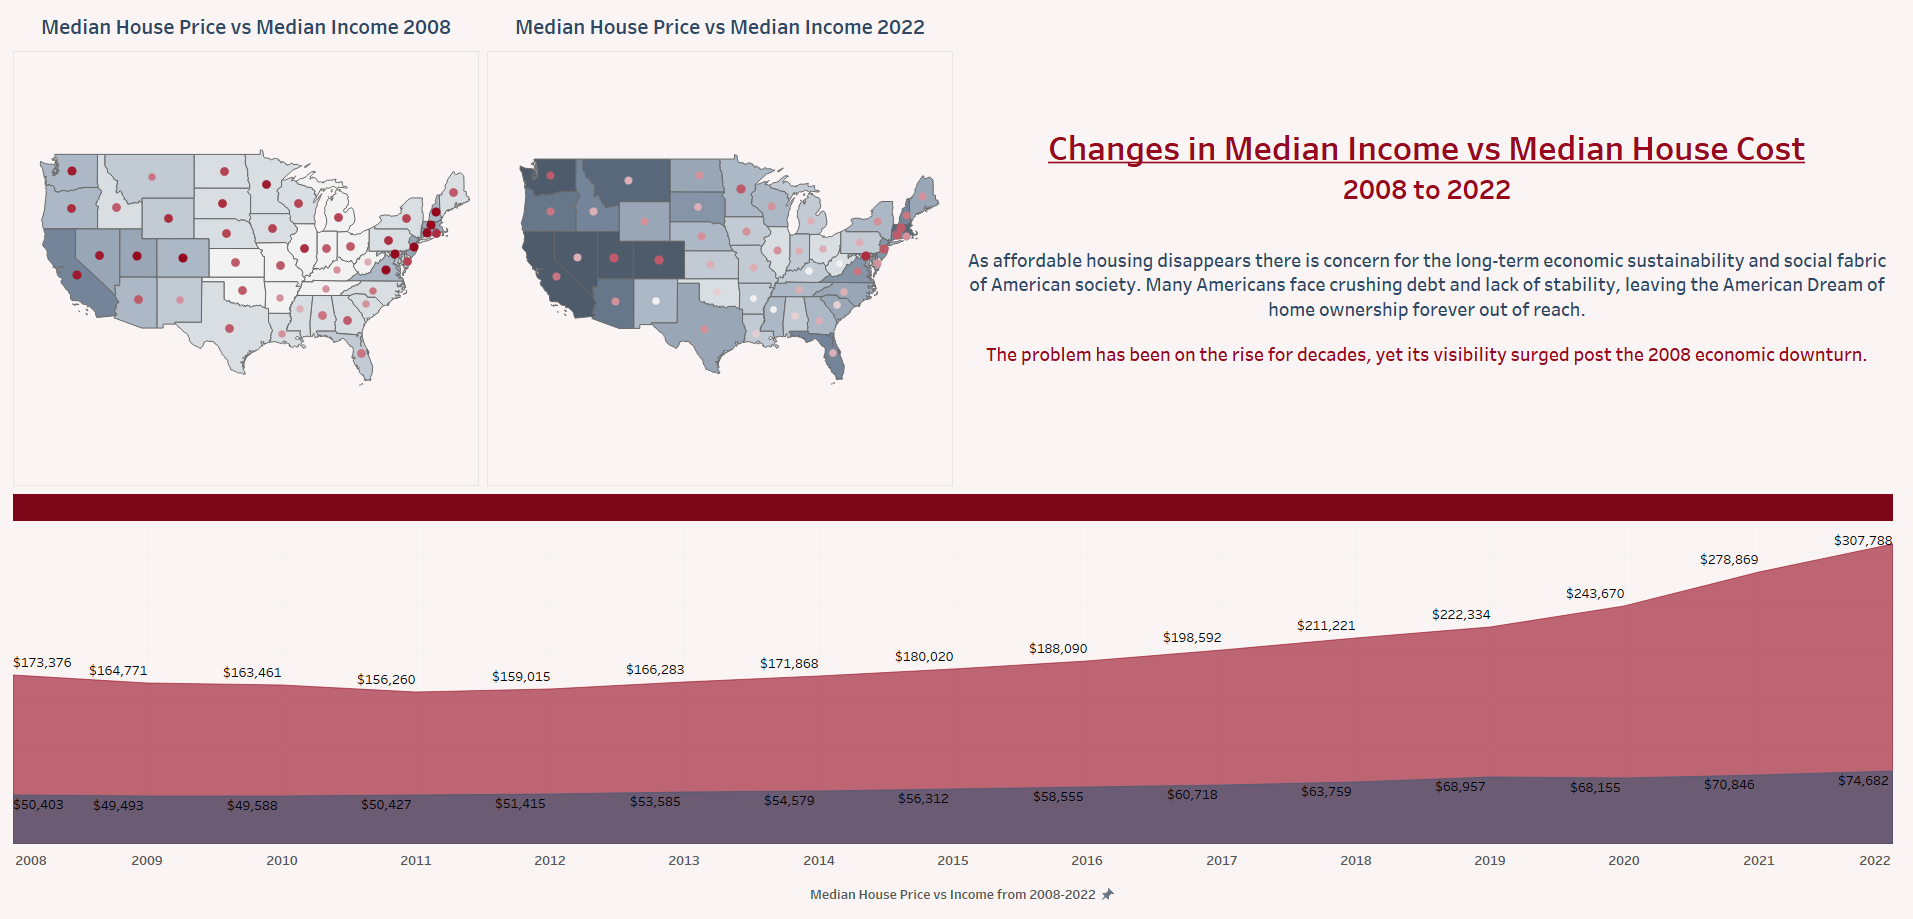 Median House Price vs Median Income 2008
Median House Price vs Median Income 2022
Changes in Median Income vs Median House Cost
2008 to 2022
As affordable housing disappears there is concern for the long-term economic sustainability and social fabric
of American society. Many Americans face crushing debt and lack of stability, leaving the American Dream of
home ownership forever out of reach.
The problem has been on the rise for decades, yet its visibility surged post the 2008 economic downturn.
$173,376 $164,771 $163,461 $156,260 $159,015 $166,283 $171,868 $180,020 $188,090 $198,592 $211,221 $222,334 $243,670 $278,869 $307,788
$50,403 $49,493 $49,588 $50,427 $51,415 $53,585 $54,579 $56,312 $58,555 $60,718 $63,759 $68,957 $68,155 $70,846 $74,682
2008 2009 2010 2011 2012 2013 2014 2015 2016 2017 2018 2019 2020 2021 2022
Median House Price vs Income from 2008-2022